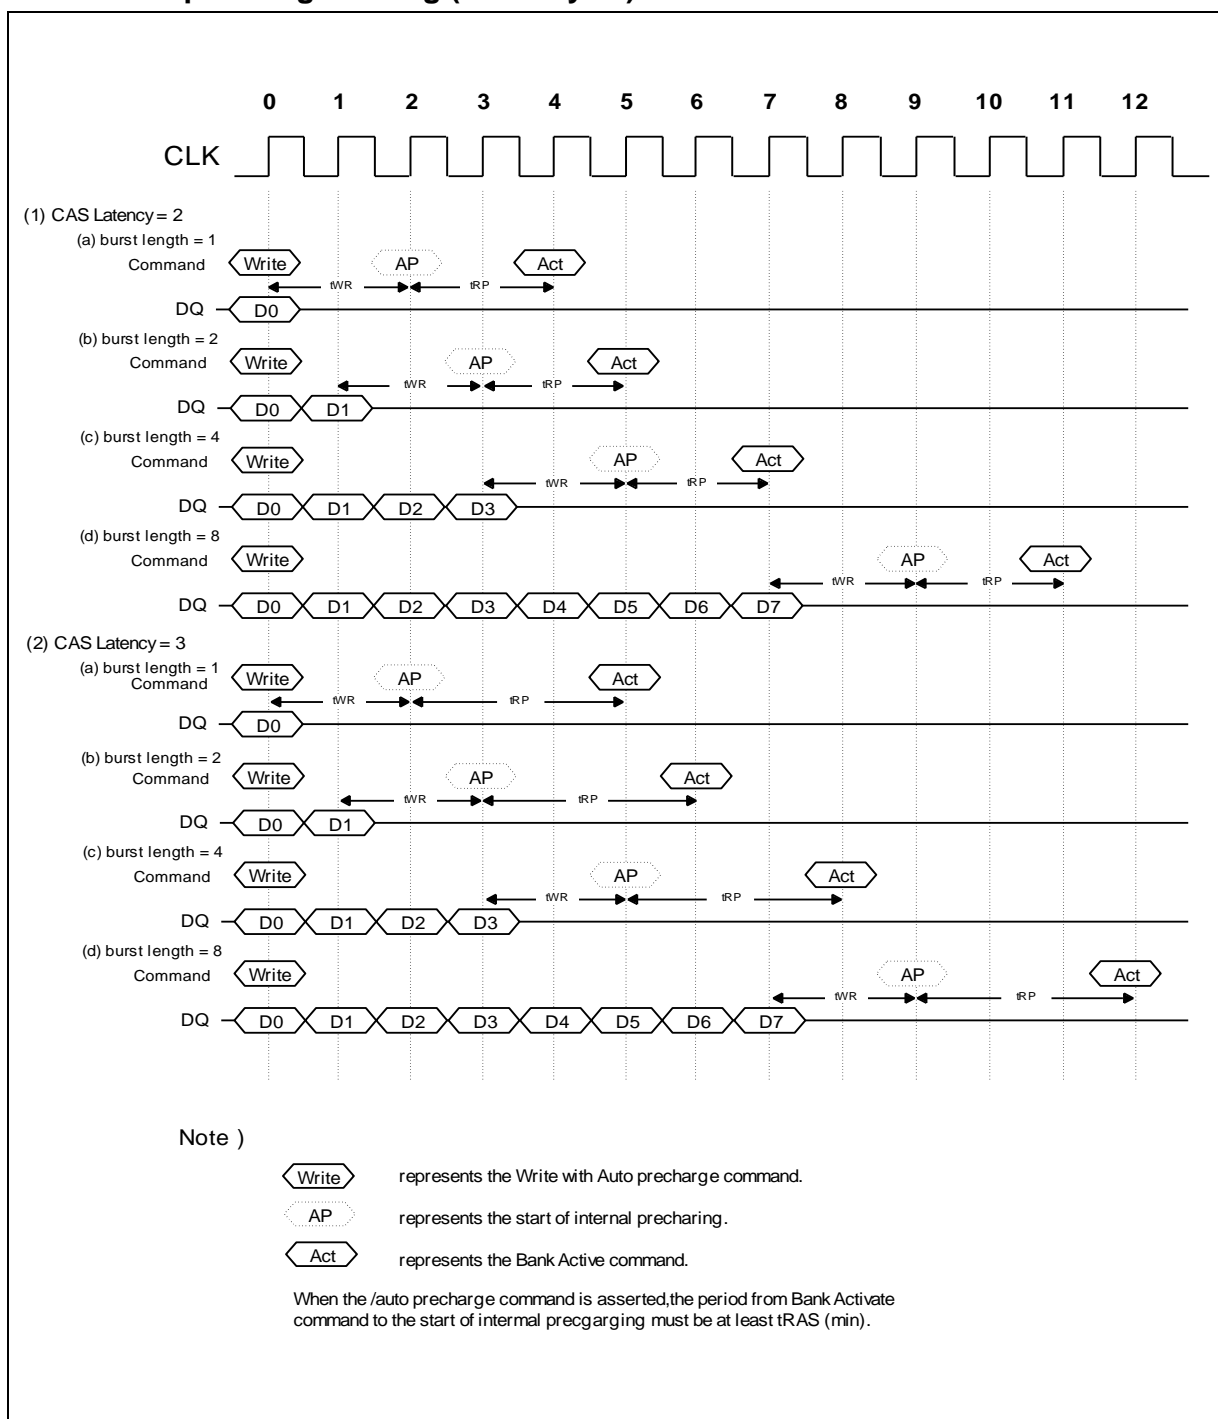 0 1 2 3 4 5 6 7 8 9 10 11 12
CLK
(1) CAS Latency = 2
(a) burst length = 1
Command Write AP Act
tWR tRP
DQ D0
(b) burst length = 2
Command Write AP Act
tWR tRP
DQ D0 D1
(c) burst length = 4
Command Write AP Act
tWR tRP
DQ D0 D1 D2 D3
(d) burst length = 8
Command Write AP Act
tWR tRP
DQ D0 D1 D2 D3 D4 D5 D6 D7
(2) CAS Latency = 3
(a) burst length = 1
Command Write AP Act
tWR tRP
DQ D0
(b) burst length = 2
Command Write AP Act
tWR tRP
DQ D0 D1
(c) burst length = 4
Command Write AP Act
tWR tRP
DQ D0 D1 D2 D3
(d) burst length = 8
Command Write AP Act
tWR tRP
DQ D0 D1 D2 D3 D4 D5 D6 D7
Note )
Write represents the Write with Auto precharge command.
AP represents the start of internal precharing.
Act represents the Bank Active command.
When the /auto precharge command is asserted,the period from Bank Activate
command to the start of intermal precgarging must be at least tRAS (min).